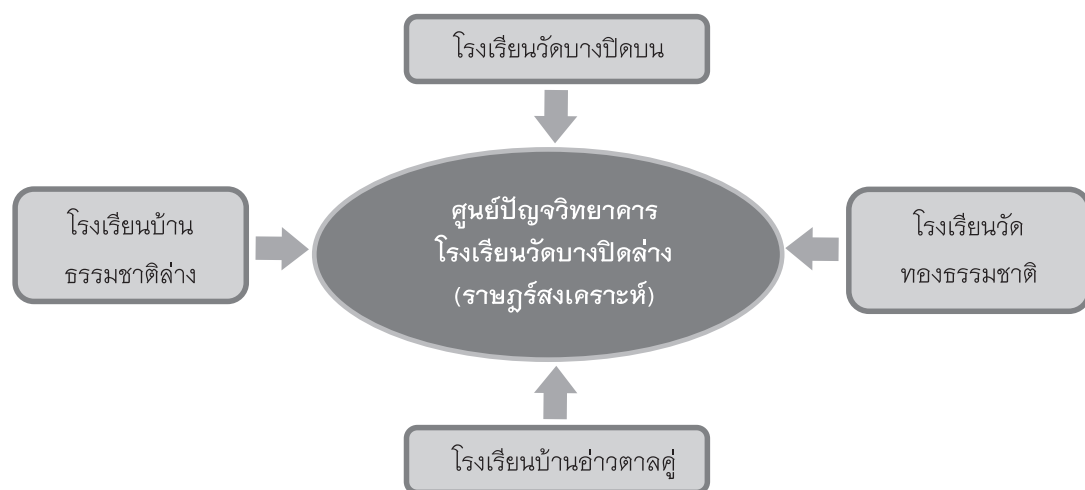 โรงเรียนวัดบางปิดบน
โรงเรียนบ้าน
ธรรมชาติล่าง
ศูนย์ปัญจวิทยาคาร
โรงเรียนวัดบางปิดล่าง
(ราษฎร์สงเคราะห์)
โรงเรียนวัด
ทองธรรมชาติ
โรงเรียนบ้านอ่าวตาลคู่